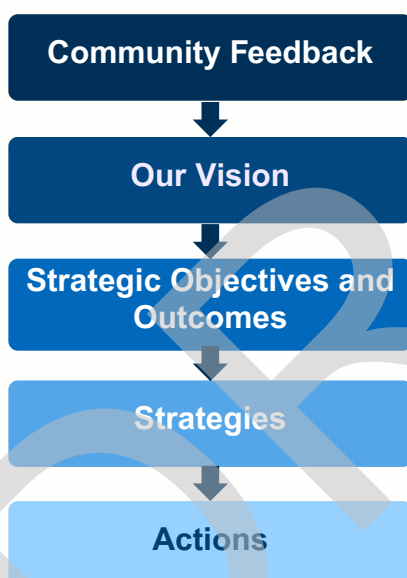 Community Feedback
Our Vision
Strategic Objectives and
Outcomes
Strategies
Actions